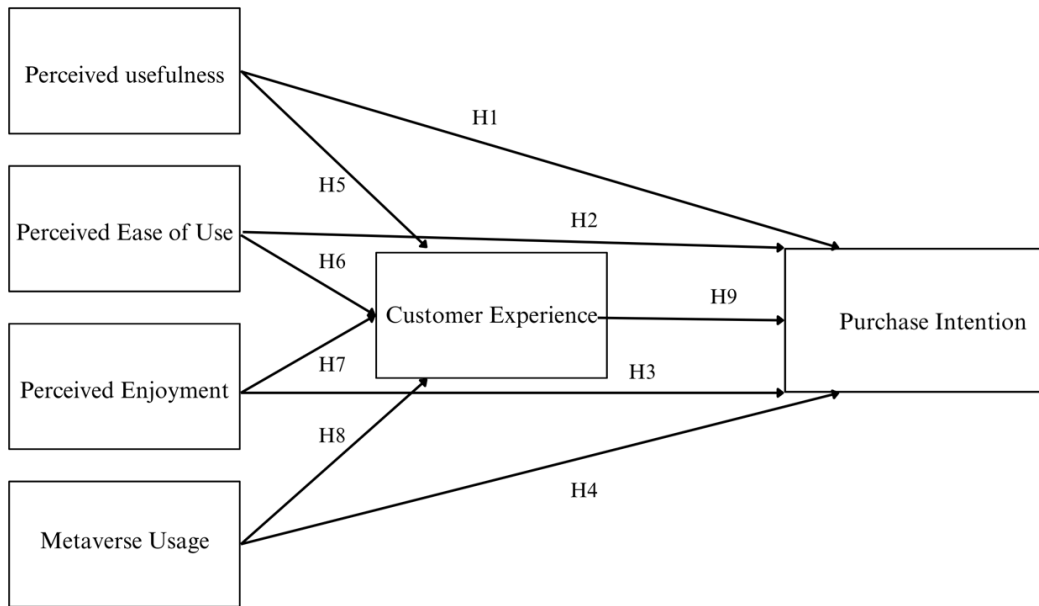 Perceived usefulness
H1
H5
Perceived Ease of Use
H2
H6
Customer Experience
H9
Purchase Intention
H7
Perceived Enjoyment
H3
H8
H4
Metaverse Usage